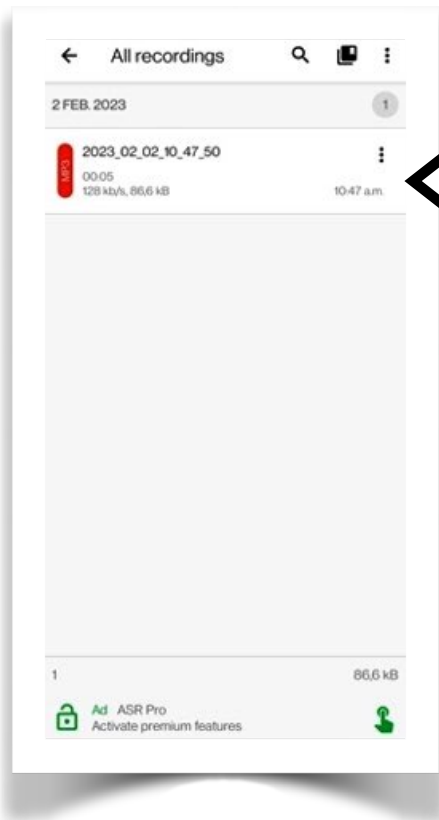 All recordings
2 FEB. 2023 1
2023_02_02_10_47_50
MP3
00:05
128 kb/s, 86,6 kB 10:47 a.m.
1 86,6 kB
Ad ASR Pro
Activate premium features